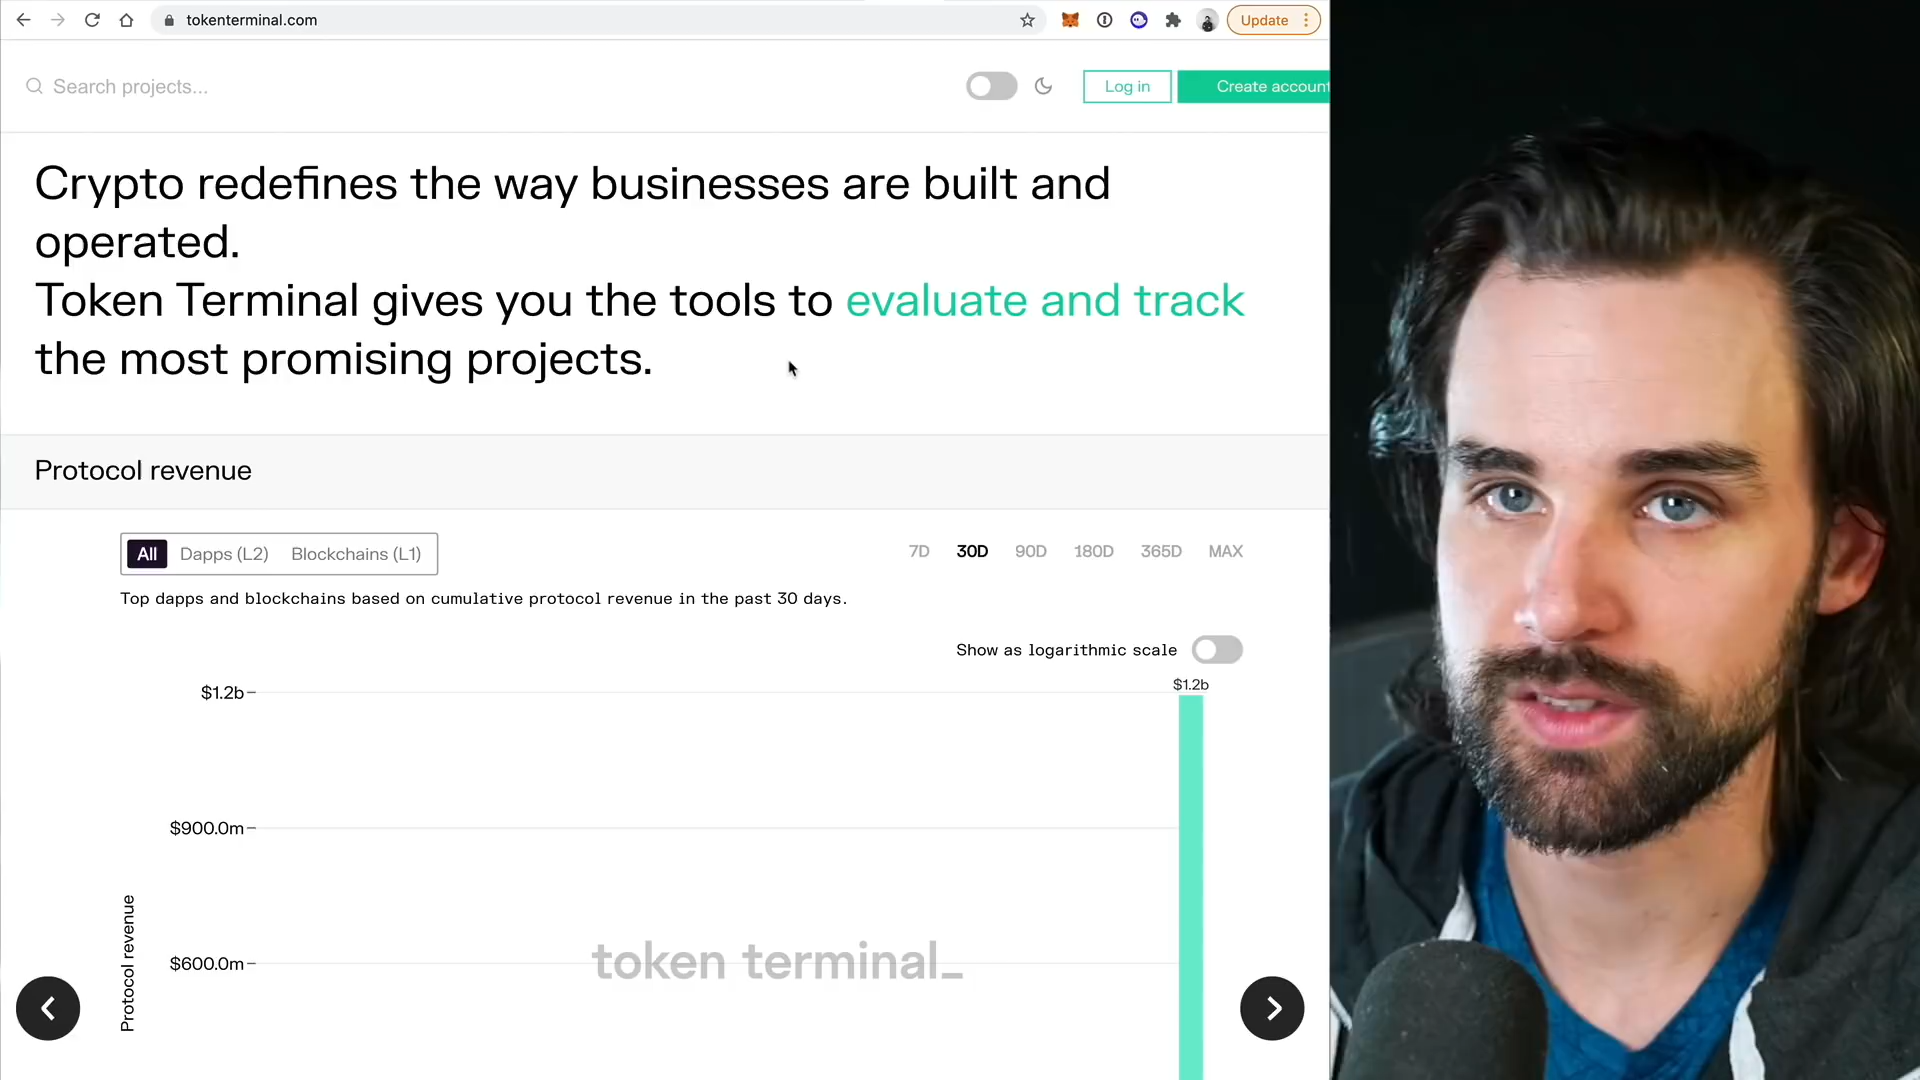 tokenterminal.com
Update
Search projects...
Log in
Create account
Crypto redefines the way businesses are built and
operated.
Token Terminal gives you the tools to evaluate and track
the most promising projects.
Protocol revenue
All Dapps (L2) Blockchains (L1)
7D 30D 90D 180D 365D MAX
Top dapps and blockchains based on cumulative protocol revenue in the past 30 days.
Show as logarithmic scale
$1.2b
$1.2b
$900.0m
$600.0m
Protocol revenue
token terminal_